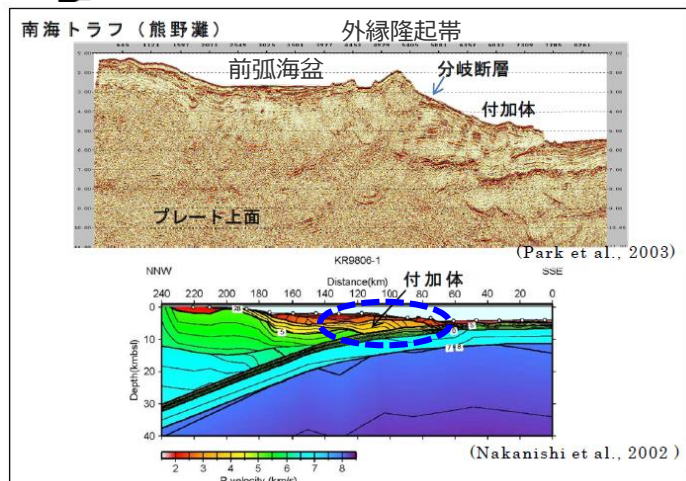 南海トラフ(熊野灘)
外縁隆起帯
前弧海盆
分岐断層
付加体
プレート上面
(Park et al., 2003)
KR9806-1
NNW
SSE
Distance(km)
付加体
240 220 200 180 160 140 120 100 80 60 40 20 0
Depth(kmbsl)
0
10
20
30
40
(Nakanishi et al., 2002 )
2 3 4 5 6 7 8
P velocity (km/s)